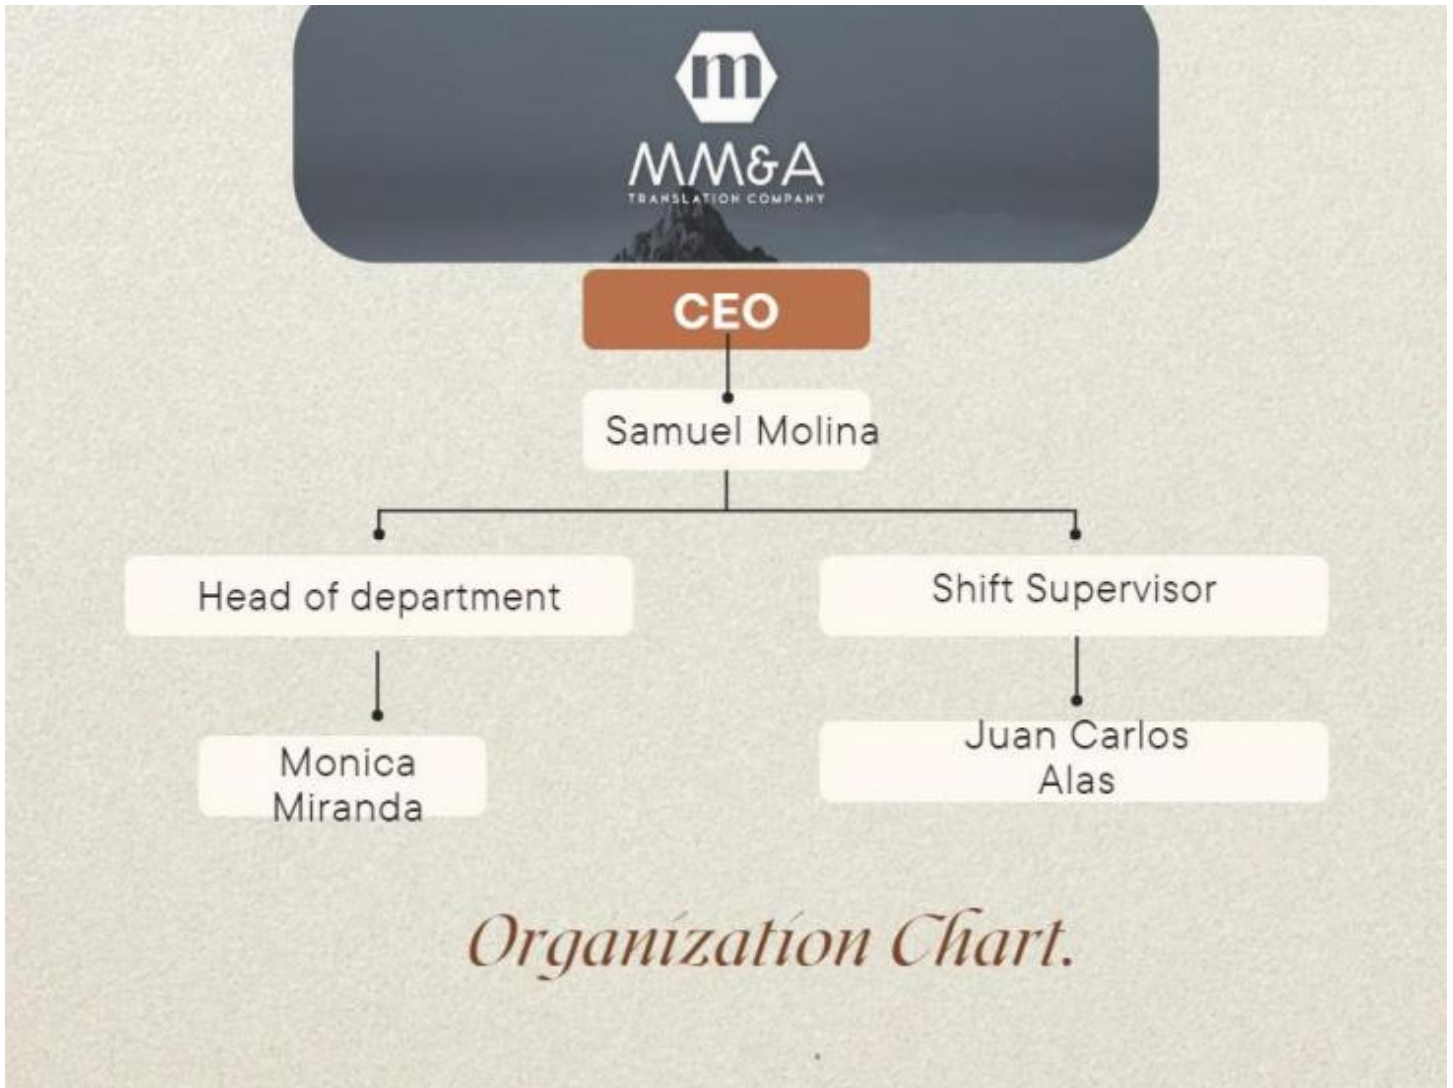 m
MM&A
TRANSLATION COMPANY
CEO
Samuel Molina
Head of department
Shift Supervisor
Monica
Miranda
Juan Carlos
Alas
Organization Chart.